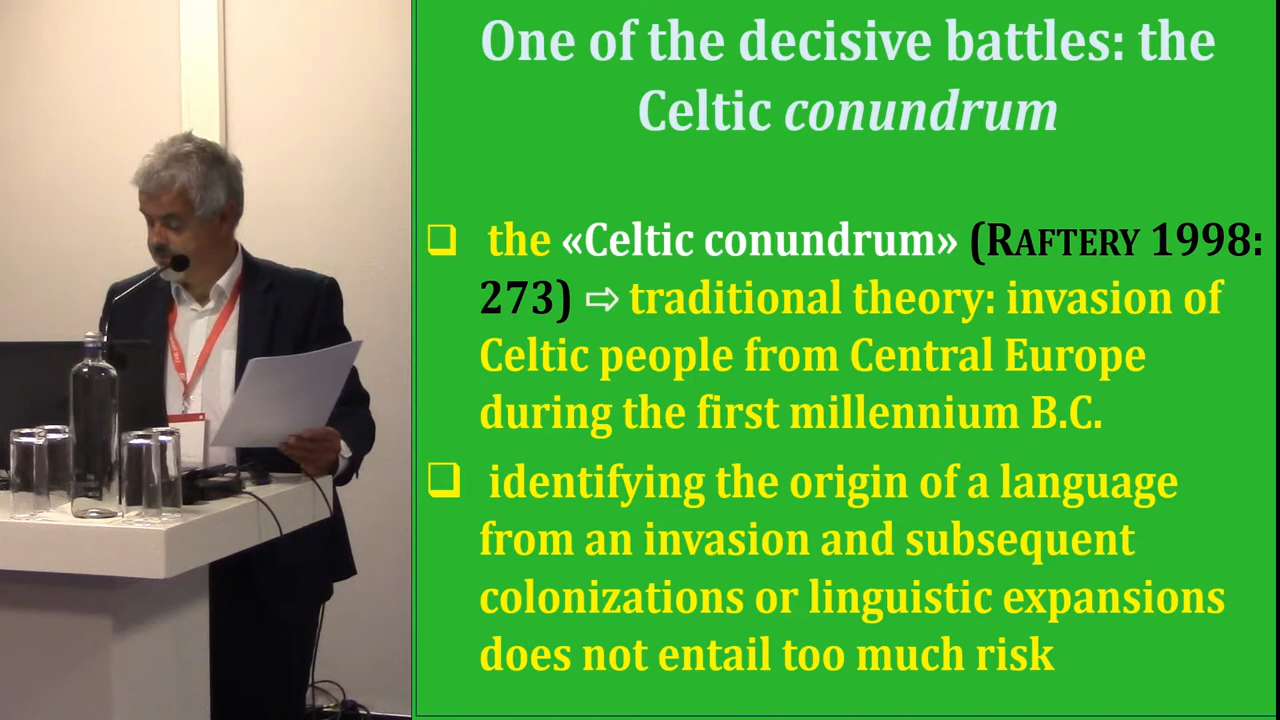 One of the decisive battles: the
Celtic conundrum
❑ the «Celtic conundrum» (RAFTERY 1998:
273) ⇨ traditional theory: invasion of
Celtic people from Central Europe
during the first millennium B.C.
❑ identifying the origin of a language
from an invasion and subsequent
colonizations or linguistic expansions
does not entail too much risk